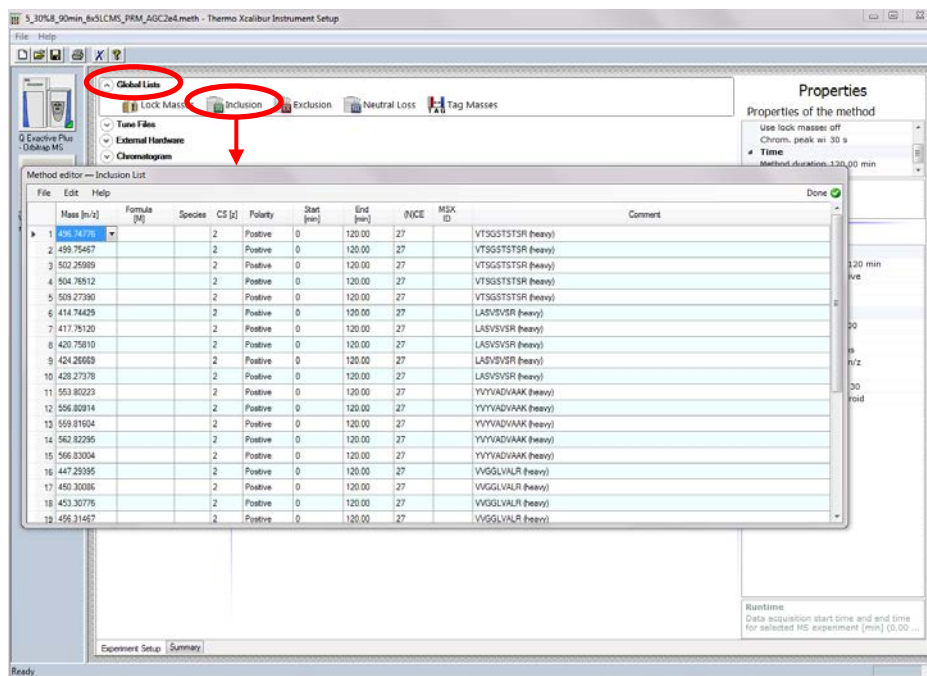 5_30%B_90min_6x5LCMS_PRM_AGC2e4.meth - Thermo Xcalibur Instrument Setup
File Help
Q Exactive Plus
- Orbitrap MS
Global Lists
Lock Masses Inclusion Exclusion Neutral Loss Tag Masses
Tune Files
External Hardware
Chromatogram
Properties
Properties of the method
Use lock masses off
Chrom. peak wi 30 s
Time
Method duration 120.00 min
Method editor — Inclusion List
File Edit Help Done
Mass [m/z] Formula [M] Species CS [z] Polarity Start [min] End [min] (N)CE MSX ID Comment
1 496.74776 2 Positive 0 120.00 27 VTSGSTSTSR (heavy)
2 499.75467 2 Positive 0 120.00 27 VTSGSTSTSR (heavy)
3 502.25989 2 Positive 0 120.00 27 VTSGSTSTSR (heavy)
4 504.76512 2 Positive 0 120.00 27 VTSGSTSTSR (heavy)
5 509.27390 2 Positive 0 120.00 27 VTSGSTSTSR (heavy)
6 414.74429 2 Positive 0 120.00 27 LASVSVSR (heavy)
7 417.75120 2 Positive 0 120.00 27 LASVSVSR (heavy)
8 420.75810 2 Positive 0 120.00 27 LASVSVSR (heavy)
9 424.26669 2 Positive 0 120.00 27 LASVSVSR (heavy)
10 428.27378 2 Positive 0 120.00 27 LASVSVSR (heavy)
11 553.80223 2 Positive 0 120.00 27 YVYVADVAAK (heavy)
12 556.80914 2 Positive 0 120.00 27 YVYVADVAAK (heavy)
13 559.81604 2 Positive 0 120.00 27 YVYVADVAAK (heavy)
14 562.82295 2 Positive 0 120.00 27 YVYVADVAAK (heavy)
15 566.83004 2 Positive 0 120.00 27 YVYVADVAAK (heavy)
16 447.29395 2 Positive 0 120.00 27 VVGGLVALR (heavy)
17 450.30086 2 Positive 0 120.00 27 VVGGLVALR (heavy)
18 453.30776 2 Positive 0 120.00 27 VVGGLVALR (heavy)
19 456.31467 2 Positive 0 120.00 27 VVGGLVALR (heavy)
120 min
ive
n/z
30
roid
Runtime
Data acquisition start time and end time
for selected MS experiment [min] (0.00 ...
Experiment Setup Summary
Ready